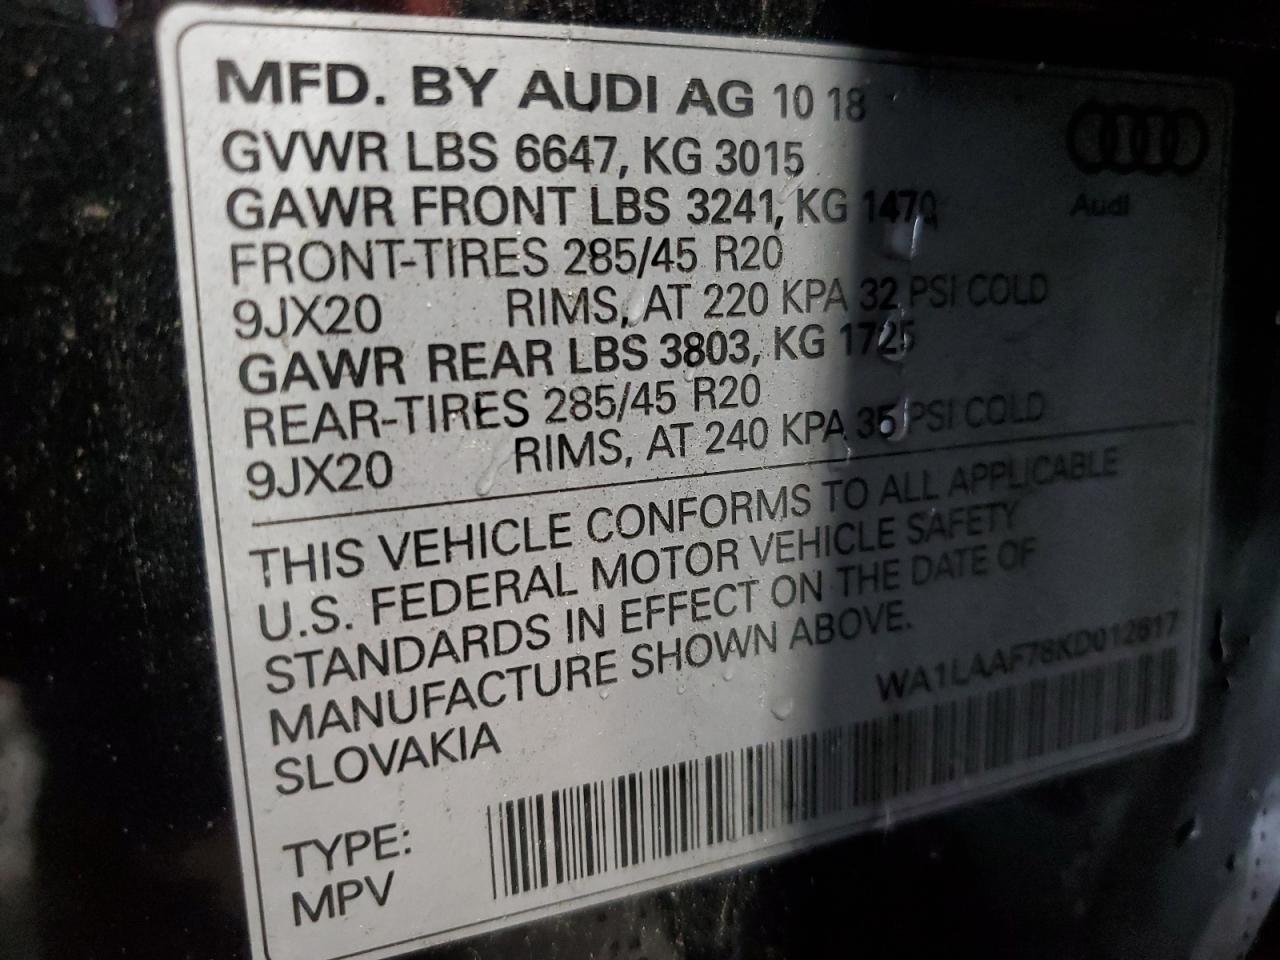 MFD. BY AUDI AG 10 18
GVWR LBS 6647, KG 3015
GAWR FRONT LBS 3241, KG 1470
FRONT-TIRES 285/45 R20
9JX20 RIMS, AT 220 KPA 32 PSI COLD
GAWR REAR LBS 3803, KG 1725
REAR-TIRES 285/45 R20
9JX20 RIMS, AT 240 KPA 35 PSI COLD
Audi
THIS VEHICLE CONFORMS TO ALL APPLICABLE
U.S. FEDERAL MOTOR VEHICLE SAFETY
STANDARDS IN EFFECT ON THE DATE OF
MANUFACTURE SHOWN ABOVE.
SLOVAKIA
WA1LAAF78KD012617
TYPE:
MPV